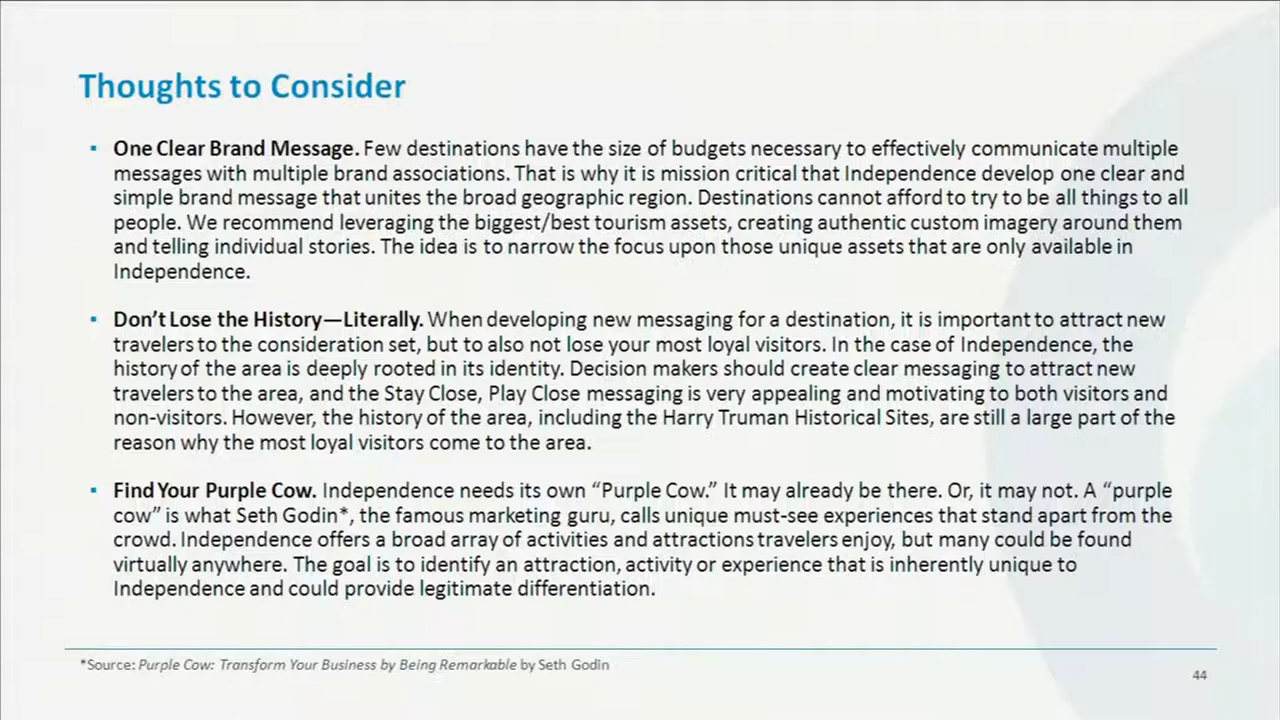 Thoughts to Consider
▪ One Clear Brand Message. Few destinations have the size of budgets necessary to effectively communicate multiple
messages with multiple brand associations. That is why it is mission critical that Independence develop one clear and
simple brand message that unites the broad geographic region. Destinations cannot afford to try to be all things to all
people. We recommend leveraging the biggest/best tourism assets, creating authentic custom imagery around them
and telling individual stories. The idea is to narrow the focus upon those unique assets that are only available in
Independence.
▪ Don't Lose the History—Literally. When developing new messaging for a destination, it is important to attract new
travelers to the consideration set, but to also not lose your most loyal visitors. In the case of Independence, the
history of the area is deeply rooted in its identity. Decision makers should create clear messaging to attract new
travelers to the area, and the Stay Close, Play Close messaging is very appealing and motivating to both visitors and
non-visitors. However, the history of the area, including the Harry Truman Historical Sites, are still a large part of the
reason why the most loyal visitors come to the area.
▪ Find Your Purple Cow. Independence needs its own “Purple Cow.” It may already be there. Or, it may not. A “purple
cow” is what Seth Godin*, the famous marketing guru, calls unique must-see experiences that stand apart from the
crowd. Independence offers a broad array of activities and attractions travelers enjoy, but many could be found
virtually anywhere. The goal is to identify an attraction, activity or experience that is inherently unique to
Independence and could provide legitimate differentiation.
*Source: Purple Cow: Transform Your Business by Being Remarkable by Seth Godin
44